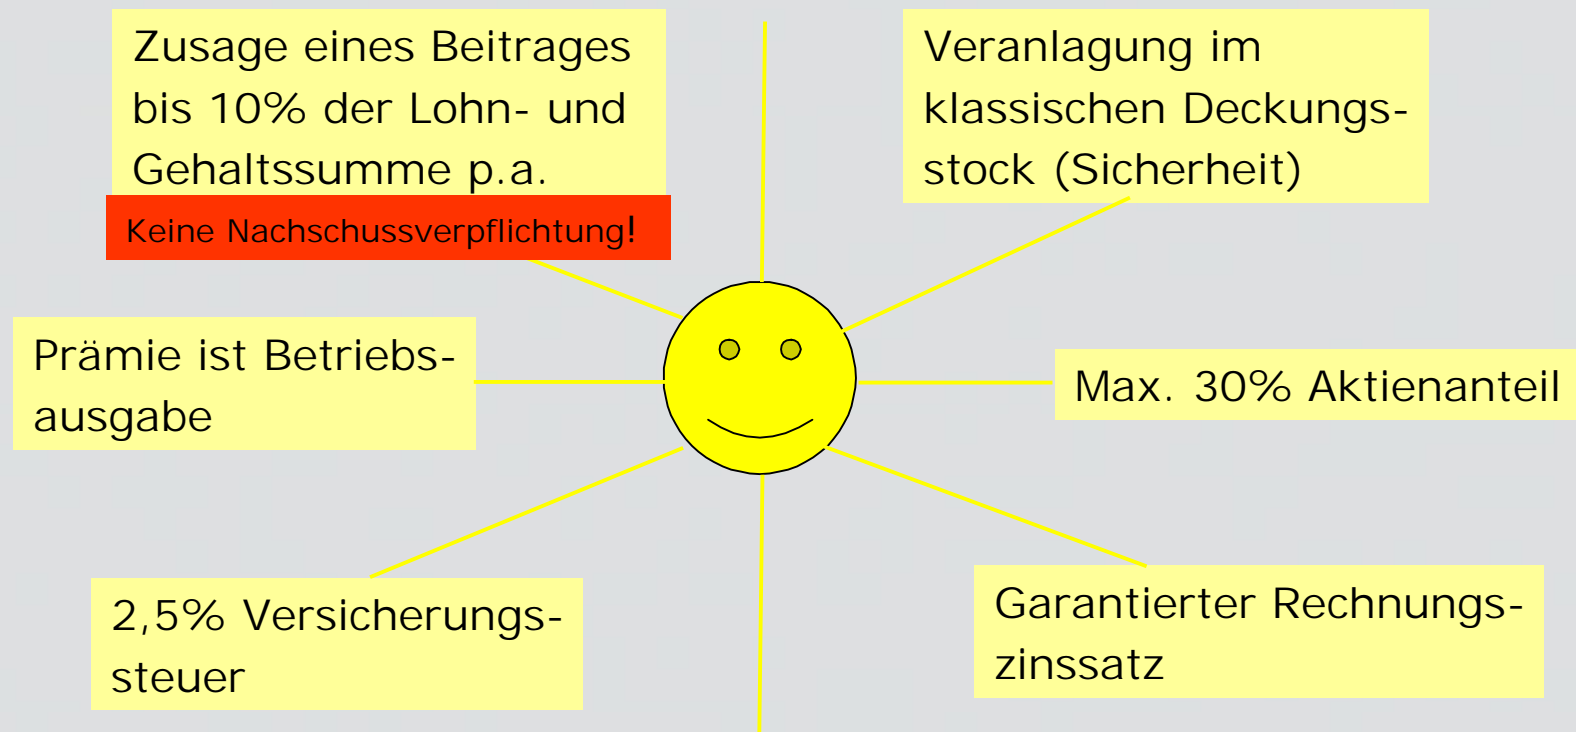 Zusage eines Beitrages
bis 10% der Lohn- und
Gehaltssumme p.a.
Keine Nachschussverpflichtung!
Prämie ist Betriebs-
ausgabe
2,5% Versicherungs-
steuer
Veranlagung im
klassischen Deckungs-
stock (Sicherheit)
Max. 30% Aktienanteil
Garantierter Rechnungs-
zinssatz